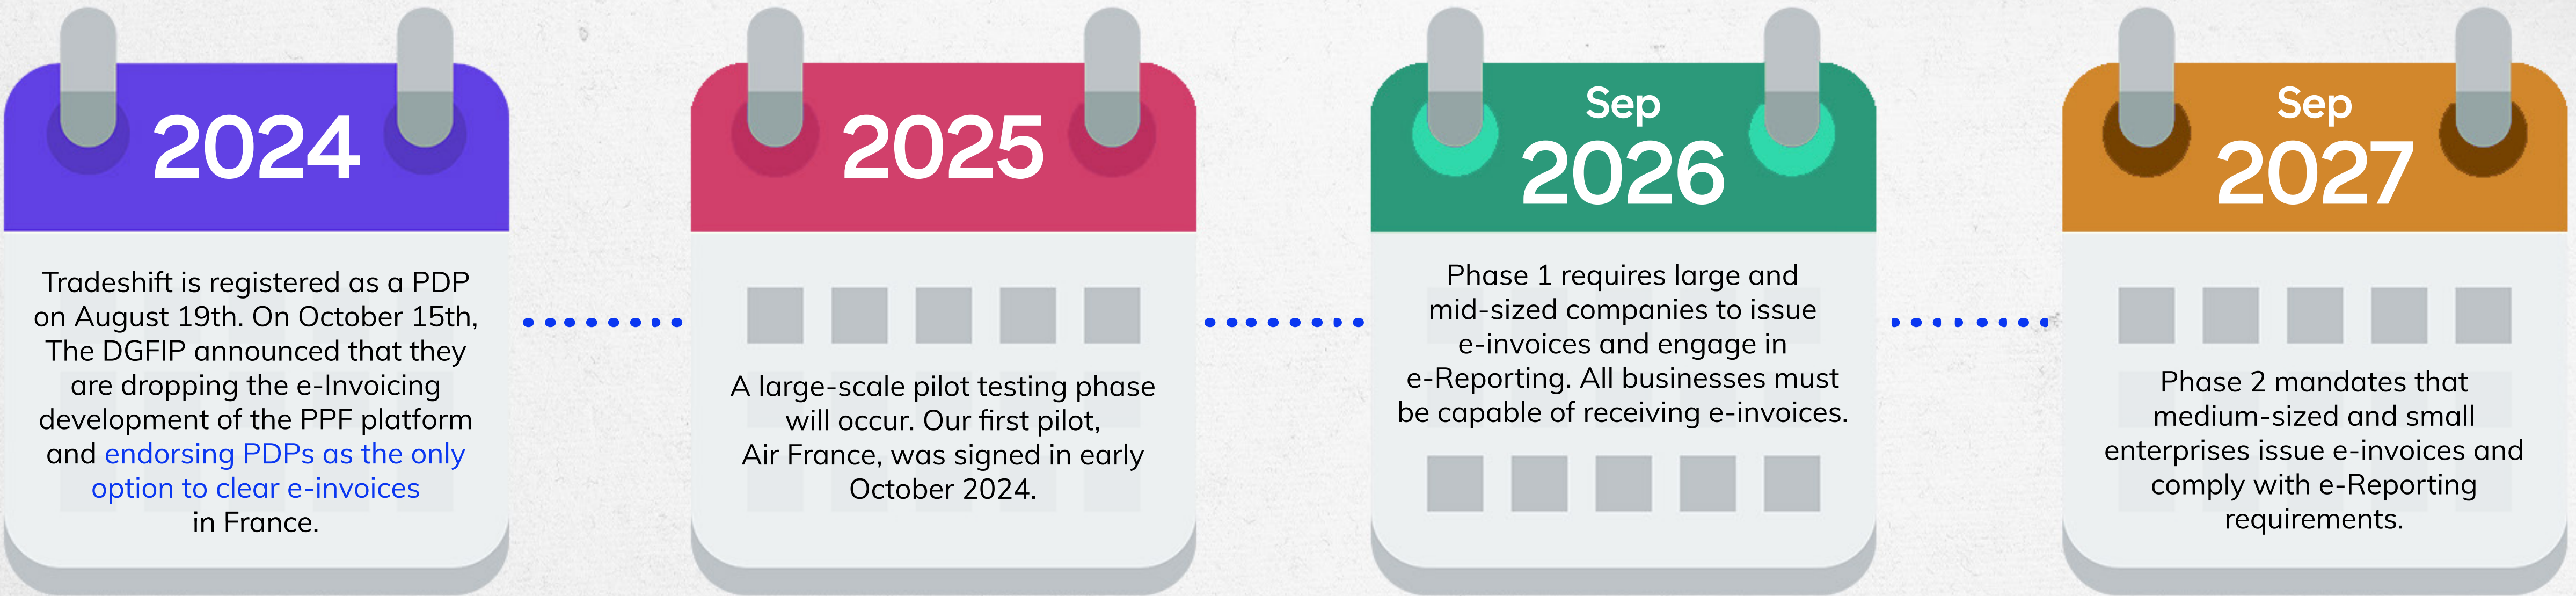 2024
Tradeshift is registered as a PDP
on August 19th. On October 15th,
The DGFIP announced that they
are dropping the e-Invoicing
development of the PPF platform
and endorsing PDPs as the only
option to clear e-invoices
in France.
2025
A large-scale pilot testing phase
will occur. Our first pilot,
Air France, was signed in early
October 2024.
Sep
2026
Phase 1 requires large and
mid-sized companies to issue
e-invoices and engage in
e-Reporting. All businesses must
be capable of receiving e-invoices.
Sep
2027
Phase 2 mandates that
medium-sized and small
enterprises issue e-invoices and
comply with e-Reporting
requirements.